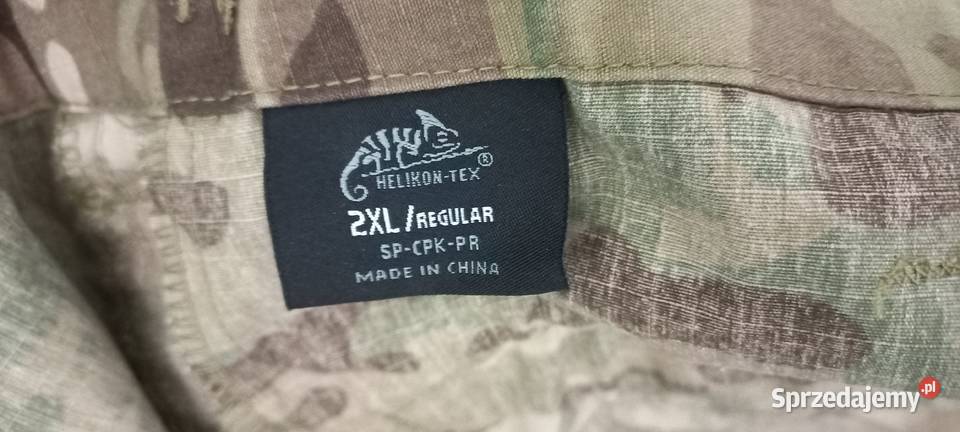 HELIKON-TEX®
2XL/REGULAR
SP-CPK-PR
MADE IN CHINA
Sprzedajemy.pl